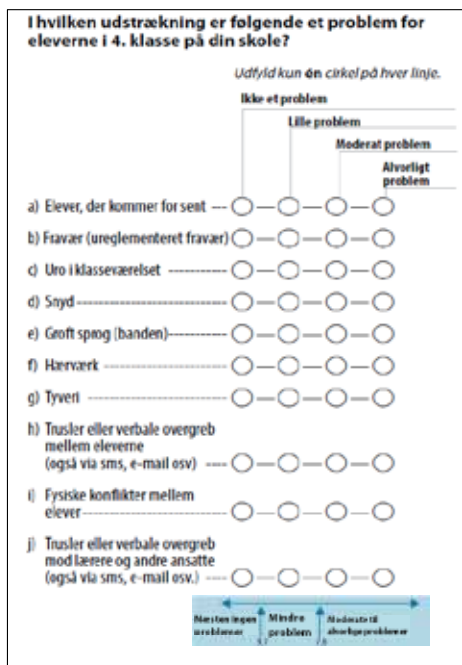 I hvilken udstrækning er følgende et problem for
eleverne i 4. klasse på din skole?
Udfyld kun én cirkel på hver linje.
Ikke et problem
Lille problem
Moderat problem
Alvorligt
problem
a) Elever, der kommer for sent
b) Fravær (ureglementeret fravær)
c) Uro i klasseværelset
d) Snyd
e) Groft sprog (banden)
f) Hærværk
g) Tyveri
h) Trusler eller verbale overgreb
mellem eleverne
(også via sms, e-mail osv)
i) Fysiske konflikter mellem
elever
j) Trusler eller verbale overgreb
mod lærere og andre ansatte
(også via sms, e-mail osv.)
Næsten ingen
problemer
Mindre
problem
Moderate til
alvorlige problemer